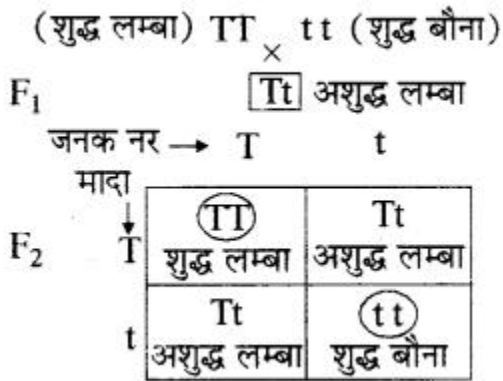 (शुद्ध लम्बा) TT × tt (शुद्ध बौना)
F₁ Tt अशुद्ध लम्बा
जनक नर → T t
मादा
↓
F₂ T TT Tt
शुद्ध लम्बा अशुद्ध लम्बा
t Tt tt
अशुद्ध लम्बा शुद्ध बौना